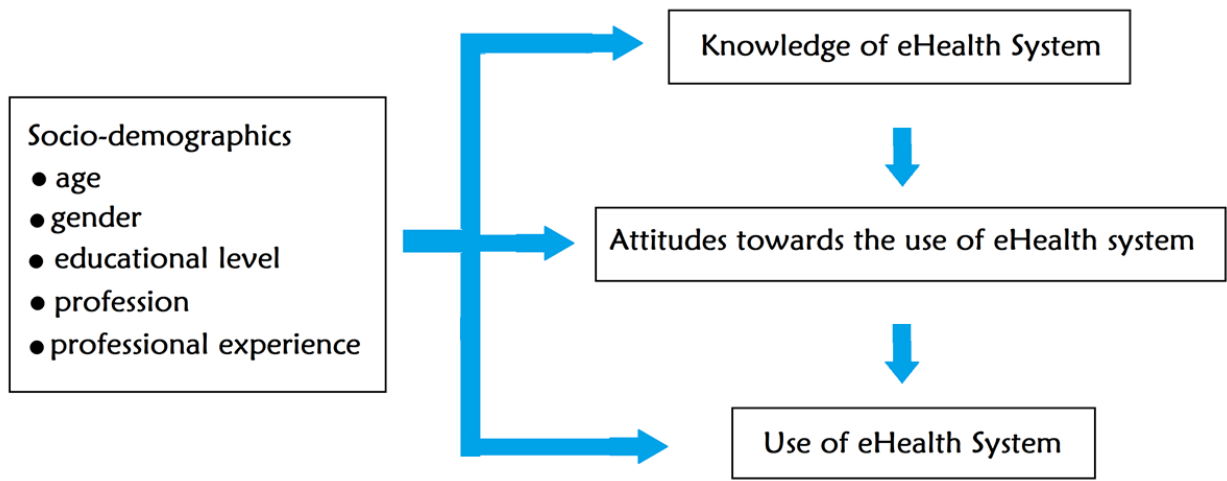 Socio-demographics
● age
● gender
● educational level
● profession
● professional experience
Knowledge of eHealth System
Attitudes towards the use of eHealth system
Use of eHealth System